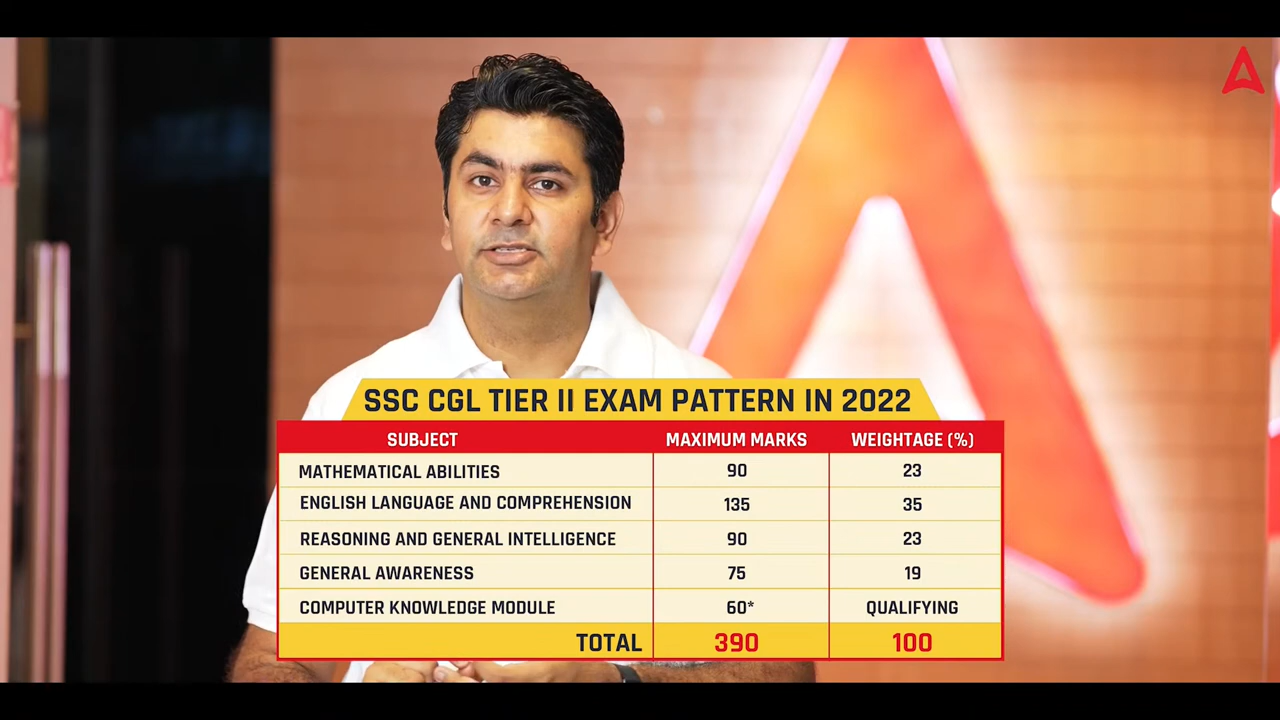 SSC CGL TIER II EXAM PATTERN IN 2022
SUBJECT MAXIMUM MARKS WEIGHTAGE (%)
MATHEMATICAL ABILITIES 90 23
ENGLISH LANGUAGE AND COMPREHENSION 135 35
REASONING AND GENERAL INTELLIGENCE 90 23
GENERAL AWARENESS 75 19
COMPUTER KNOWLEDGE MODULE 60* QUALIFYING
TOTAL 390 100